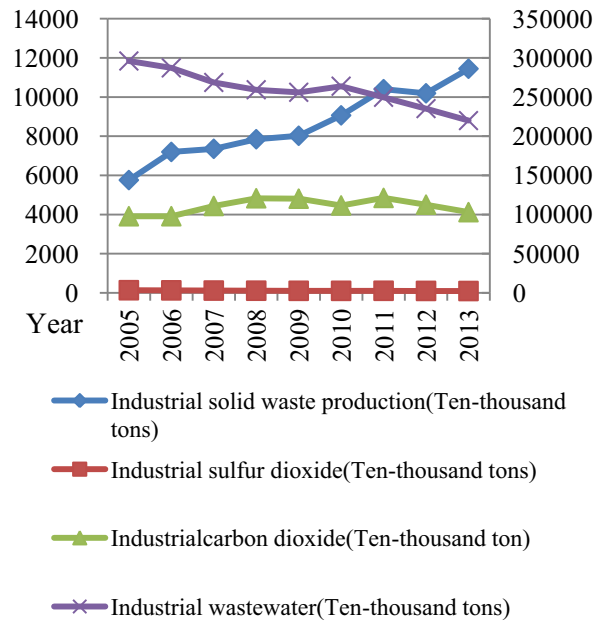 14000 350000
12000 300000
10000 250000
8000 200000
6000 150000
4000 100000
2000 50000
0 0
Year 2005 2006 2007 2008 2009 2010 2011 2012 2013
Industrial solid waste production(Ten-thousand
tons)
Industrial sulfur dioxide(Ten-thousand tons)
Industrialcarbon dioxide(Ten-thousand ton)
Industrial wastewater(Ten-thousand tons)